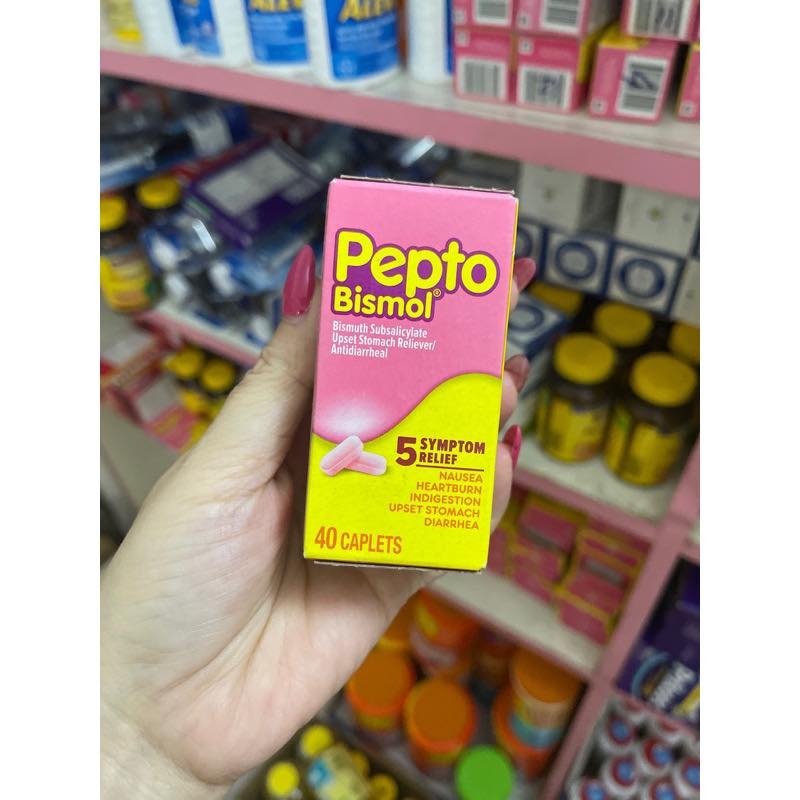 ALEVE
Pepto
Bismol®
Bismuth Subsalicylate
Upset Stomach Reliever/
Antidiarrheal
5 SYMPTOM
RELIEF
NAUSEA
HEARTBURN
INDIGESTION
UPSET STOMACH
DIARRHEA
40 CAPLETS